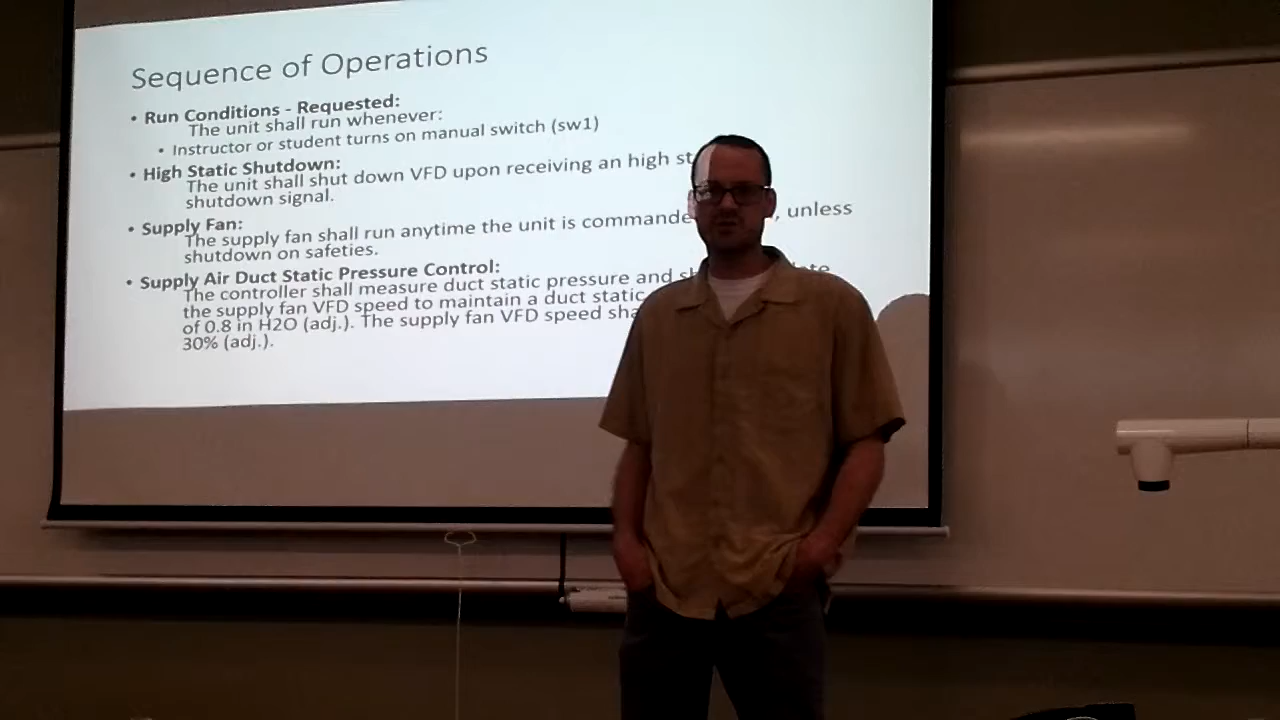 Sequence of Operations
• Run Conditions - Requested:
The unit shall run whenever:
• Instructor or student turns on manual switch (sw1)
• High Static Shutdown:
The unit shall shut down VFD upon receiving an high
shutdown signal.
• Supply Fan:
The supply fan shall run anytime the unit is , unless
shutdown on safeties.
• Supply Air Duct Static Pressure Control:
The controller shall measure duct static pressure and
the supply fan VFD speed to maintain a duct static
of 0.8 in H2O (adj.). The supply fan VFD speed
30% (adj.).